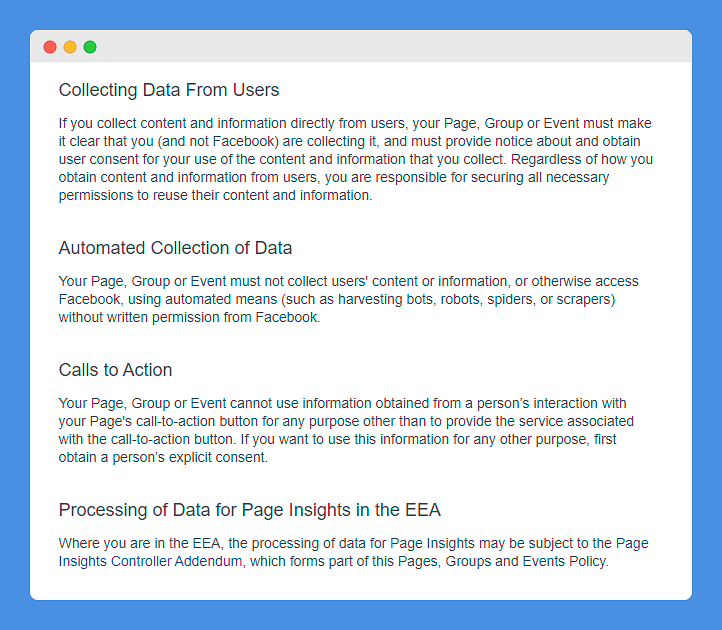 Collecting Data From Users
If you collect content and information directly from users, your Page, Group or Event must make
it clear that you (and not Facebook) are collecting it, and must provide notice about and obtain
user consent for your use of the content and information that you collect. Regardless of how you
obtain content and information from users, you are responsible for securing all necessary
permissions to reuse their content and information.
Automated Collection of Data
Your Page, Group or Event must not collect users' content or information, or otherwise access
Facebook, using automated means (such as harvesting bots, robots, spiders, or scrapers)
without written permission from Facebook.
Calls to Action
Your Page, Group or Event cannot use information obtained from a person’s interaction with
your Page's call-to-action button for any purpose other than to provide the service associated
with the call-to-action button. If you want to use this information for any other purpose, first
obtain a person’s explicit consent.
Processing of Data for Page Insights in the EEA
Where you are in the EEA, the processing of data for Page Insights may be subject to the Page
Insights Controller Addendum, which forms part of this Pages, Groups and Events Policy.